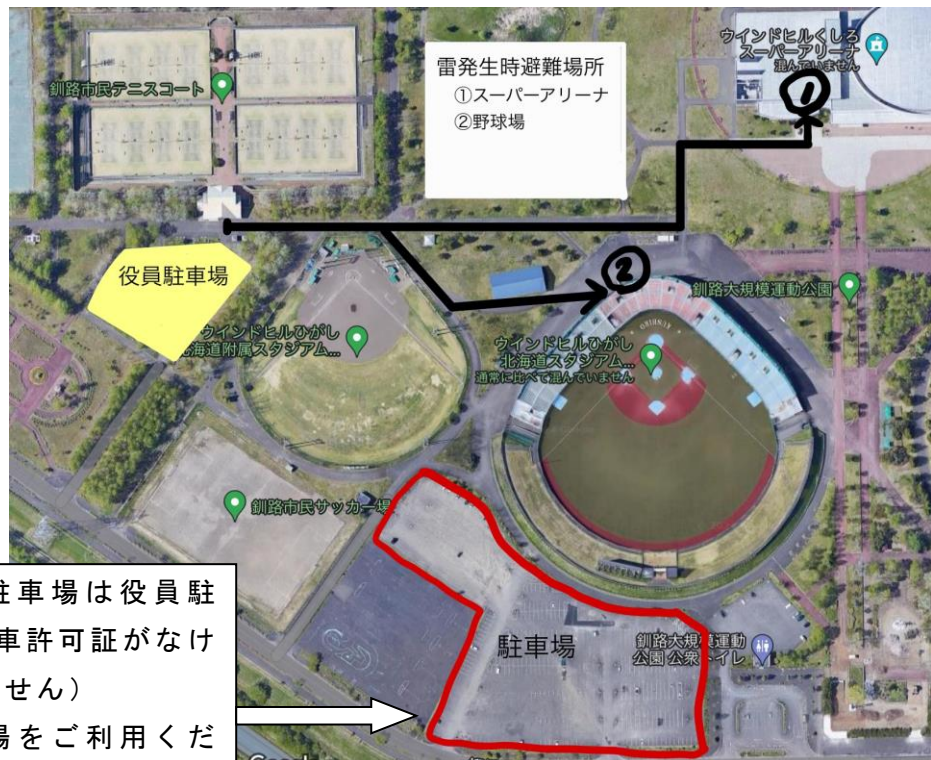 ウインドヒルくしろ
スーパーアリーナ
混んでいません
①
雷発生時避難場所
①スーパーアリーナ
②野球場
釧路市民テニスコート
役員駐車場
②
釧路大規模運動公園
ウインドヒルひがし
北海道附属スタジアム...
ウインドヒルひがし
北海道スタジアム...
通常に比べて混んでいません
釧路市民サッカー場
駐車場は役員駐
車許可証がなけ
せん)
場をご利用くだ
駐車場
釧路大規模運動
公園 公衆トイレ